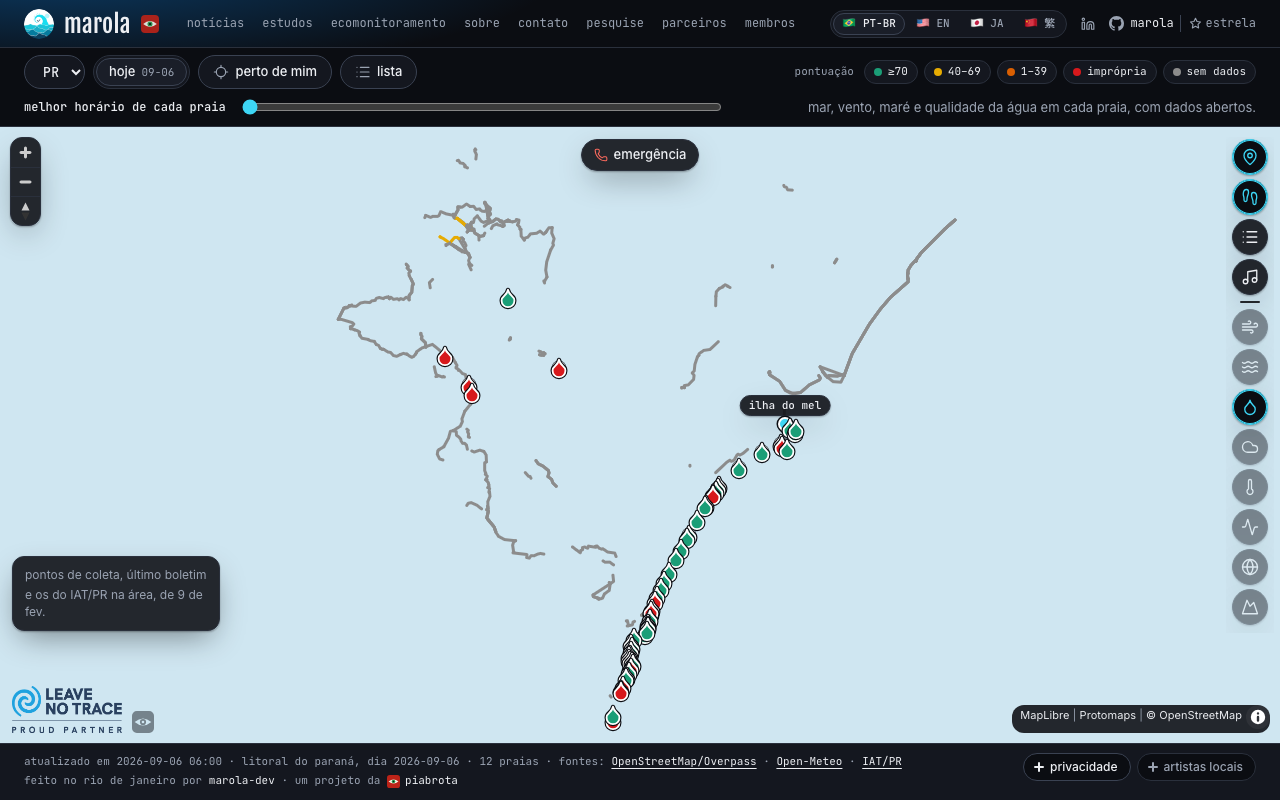 marola notícias estudos ecomonitoramento sobre contato pesquise parceiros membros PT-BR EN JA 繁 marola estrela
PR hoje 09-06 perto de mim lista pontuação ≥70 40–69 1–39 imprópria sem dados
melhor horário de cada praia mar, vento, maré e qualidade da água em cada praia, com dados abertos.
emergência
ilha do mel
pontos de coleta, último boletim
e os do IAT/PR na área, de 9 de
fev.
LEAVE
NO TRACE
PROUD PARTNER
MapLibre | Protomaps | © OpenStreetMap
atualizado em 2026-09-06 06:00 · litoral do paraná, dia 2026-09-06 · 12 praias · fontes: OpenStreetMap/Overpass · Open-Meteo · IAT/PR
feito no rio de janeiro por marola-dev · um projeto da piabrota
privacidade artistas locais